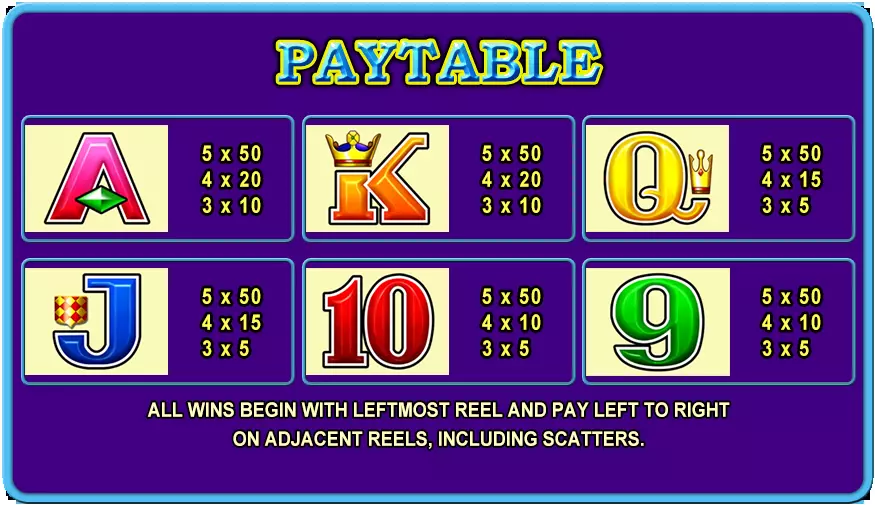 PAYTABLE
A
5 x 50
4 x 20
3 x 10
K
5 x 50
4 x 20
3 x 10
Q
5 x 50
4 x 15
3 x 5
J
5 x 50
4 x 15
3 x 5
10
5 x 50
4 x 10
3 x 5
9
5 x 50
4 x 10
3 x 5
ALL WINS BEGIN WITH LEFTMOST REEL AND PAY LEFT TO RIGHT
ON ADJACENT REELS, INCLUDING SCATTERS.